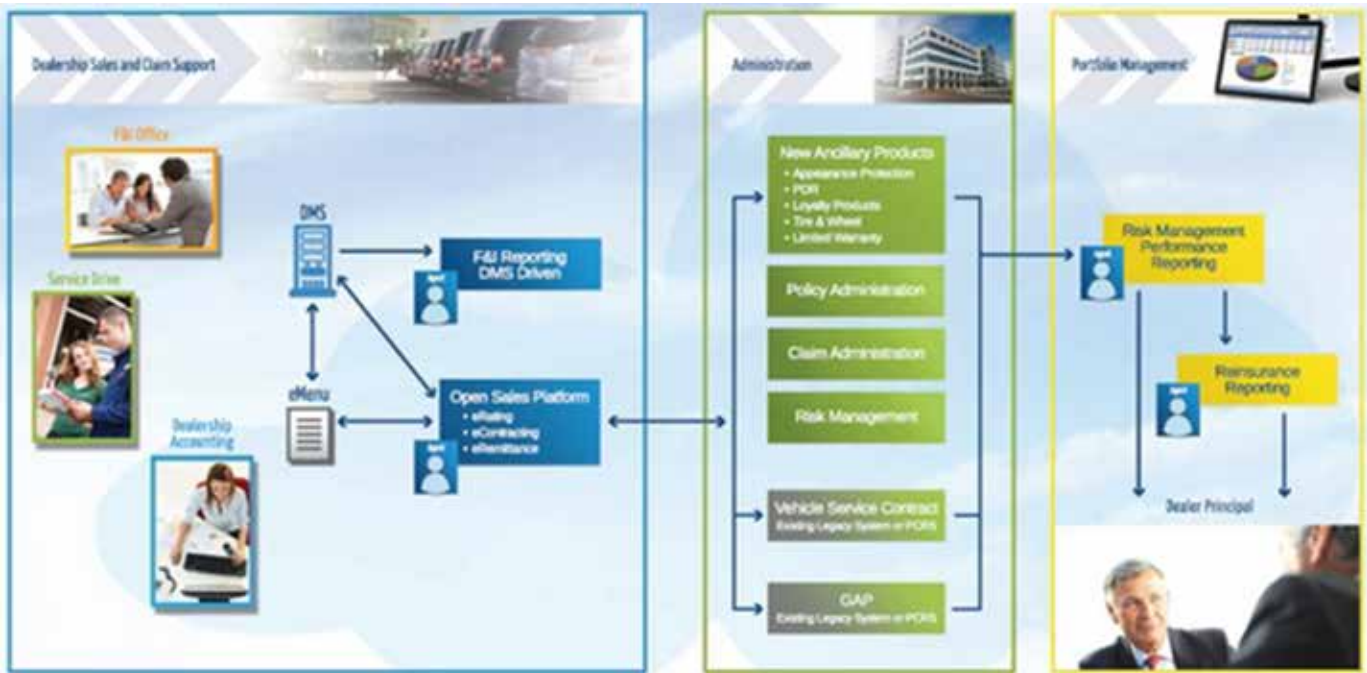 Dealership Sales and Claim Support
F&I Office
Service Drive
Dealership
Accounting
DMS
eMenu
F&I Reporting
DMS Driven
Open Sales Platform
• eRating
• eContracting
• eRemittance
Administration
New Ancillary Products
• Appearance Protection
• PDR
• Loyalty Products
• Tire & Wheel
• Limited Warranty
Policy Administration
Claim Administration
Risk Management
Vehicle Service Contract
Existing Legacy System or PCRS
GAP
Existing Legacy System or PCRS
Portfolio Management
Risk Management
Performance
Reporting
Reinsurance
Reporting
Dealer Principal